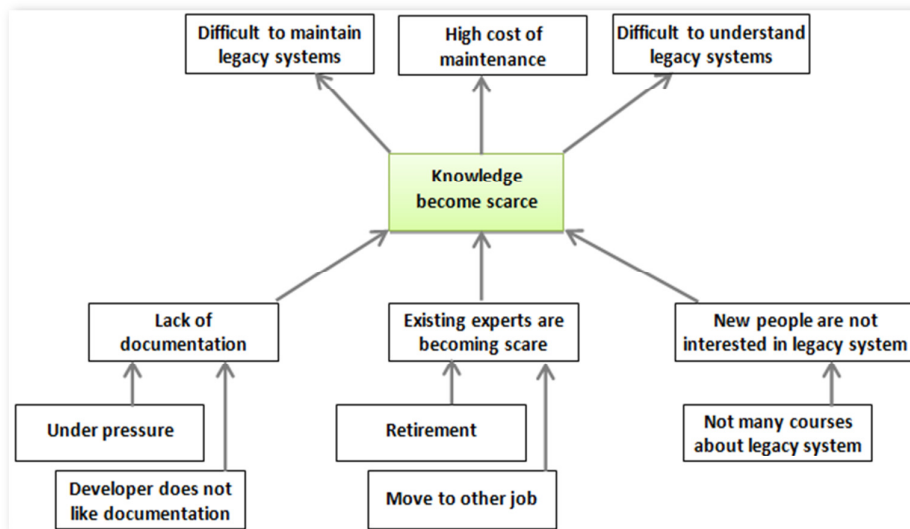 Difficult to maintain
legacy systems
High cost of
maintenance
Difficult to understand
legacy systems
Knowledge
become scarce
Lack of
documentation
Existing experts are
becoming scare
New people are not
interested in legacy system
Under pressure
Retirement
Not many courses
about legacy system
Developer does not
like documentation
Move to other job